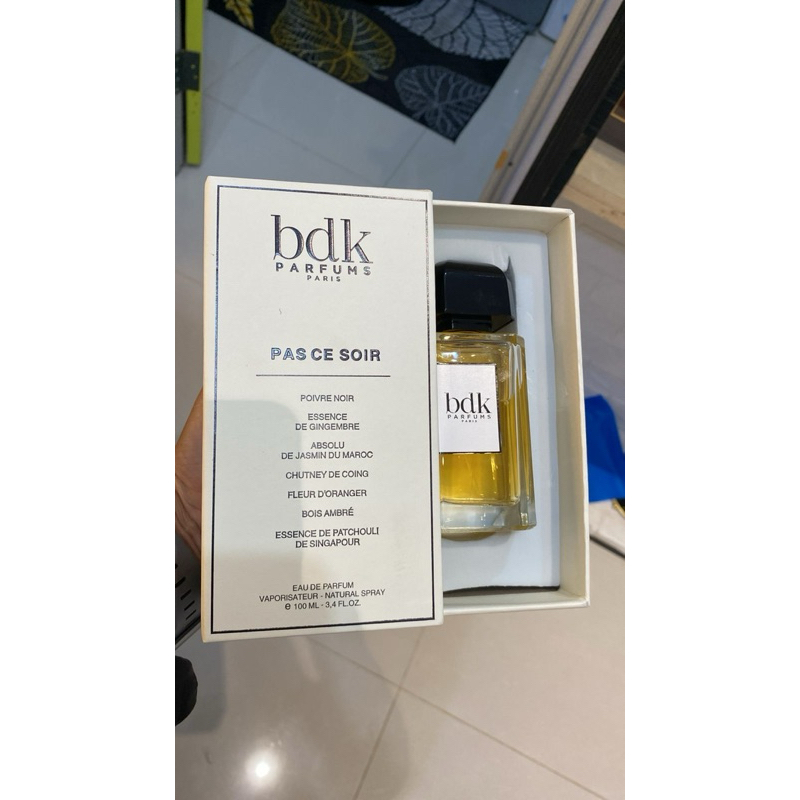 bdk
PARFUMS
PARIS
PAS CE SOIR
POIVRE NOIR
ESSENCE
DE GINGEMBRE
ABSOLU
DE JASMIN DU MAROC
CHUTNEY DE COING
FLEUR D'ORANGER
BOIS AMBRÉ
ESSENCE DE PATCHOULI
DE SINGAPOUR
EAU DE PARFUM
VAPORISATEUR - NATURAL SPRAY
e 100 ML - 3,4 FL.OZ.
bdk
PARFUMS
PARIS